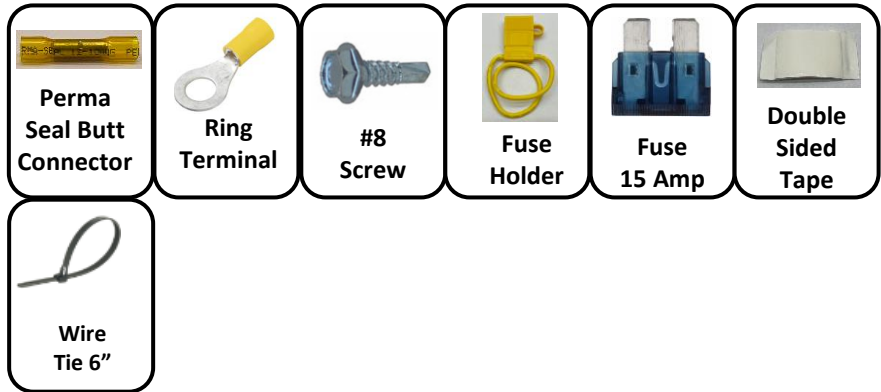 Perma
Seal Butt
Connector
Ring
Terminal
#8
Screw
Fuse
Holder
Fuse
15 Amp
Double
Sided
Tape
Wire
Tie 6”